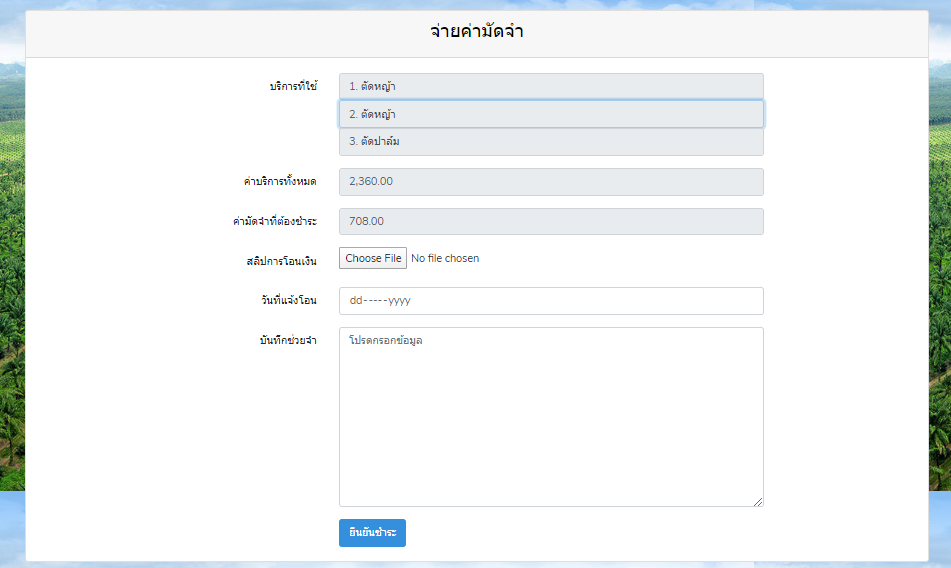 จ่ายค่ามัดจำ
บริการที่ใช้
1. ตัดหญ้า
2. ตัดหญ้า
3. ตัดปาล์ม
ค่าบริการทั้งหมด
2,360.00
ค่ามัดจำที่ต้องชำระ
708.00
สลิปการโอนเงิน
Choose File No file chosen
วันที่แจ้งโอน
dd-----yyyy
บันทึกช่วยจำ
โปรดกรอกข้อมูล
ยืนยันชำระ